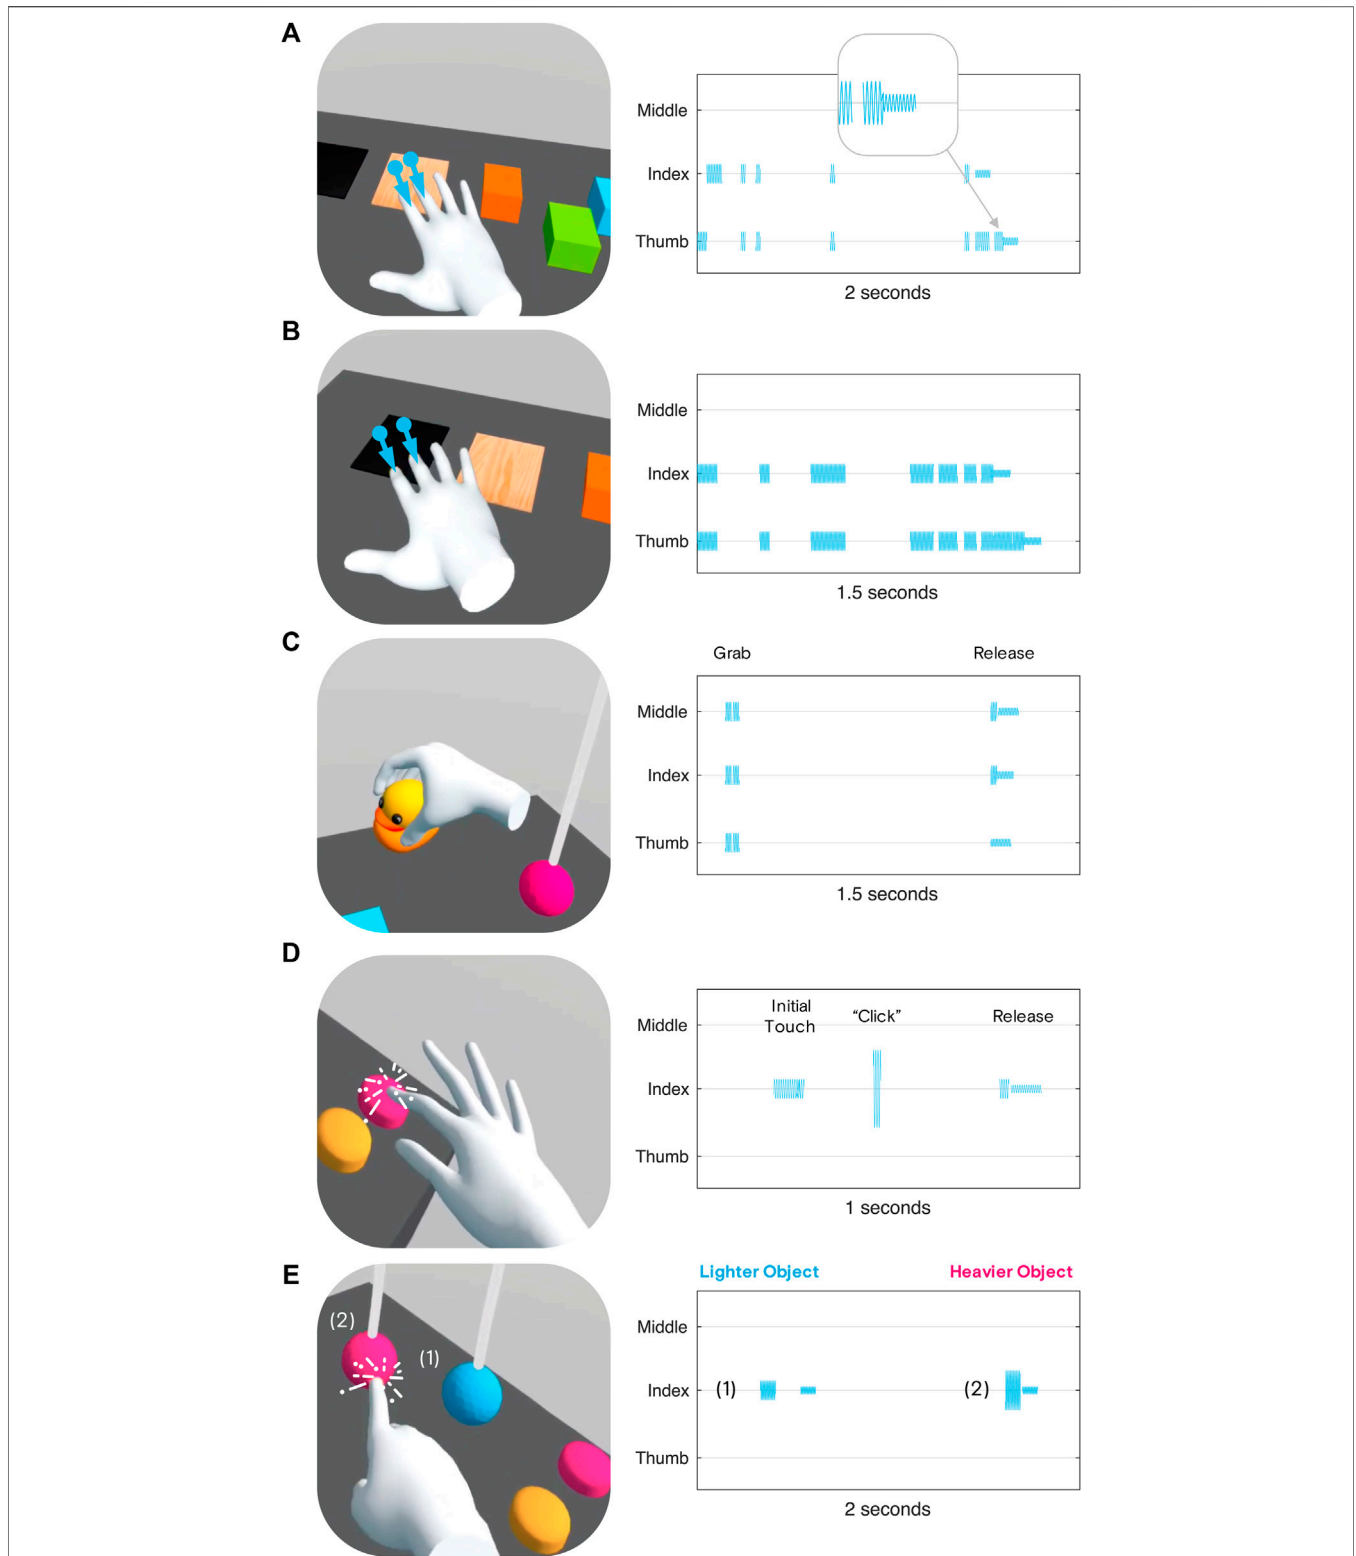 A
Middle
Index
Thumb
2 seconds
B
Middle
Index
Thumb
1.5 seconds
C
Grab
Release
Middle
Index
Thumb
1.5 seconds
D
Initial
Touch
“Click”
Release
Middle
Index
Thumb
1 seconds
E
(2)
(1)
Lighter Object
Heavier Object
Middle
Index
(1)
(2)
Thumb
2 seconds